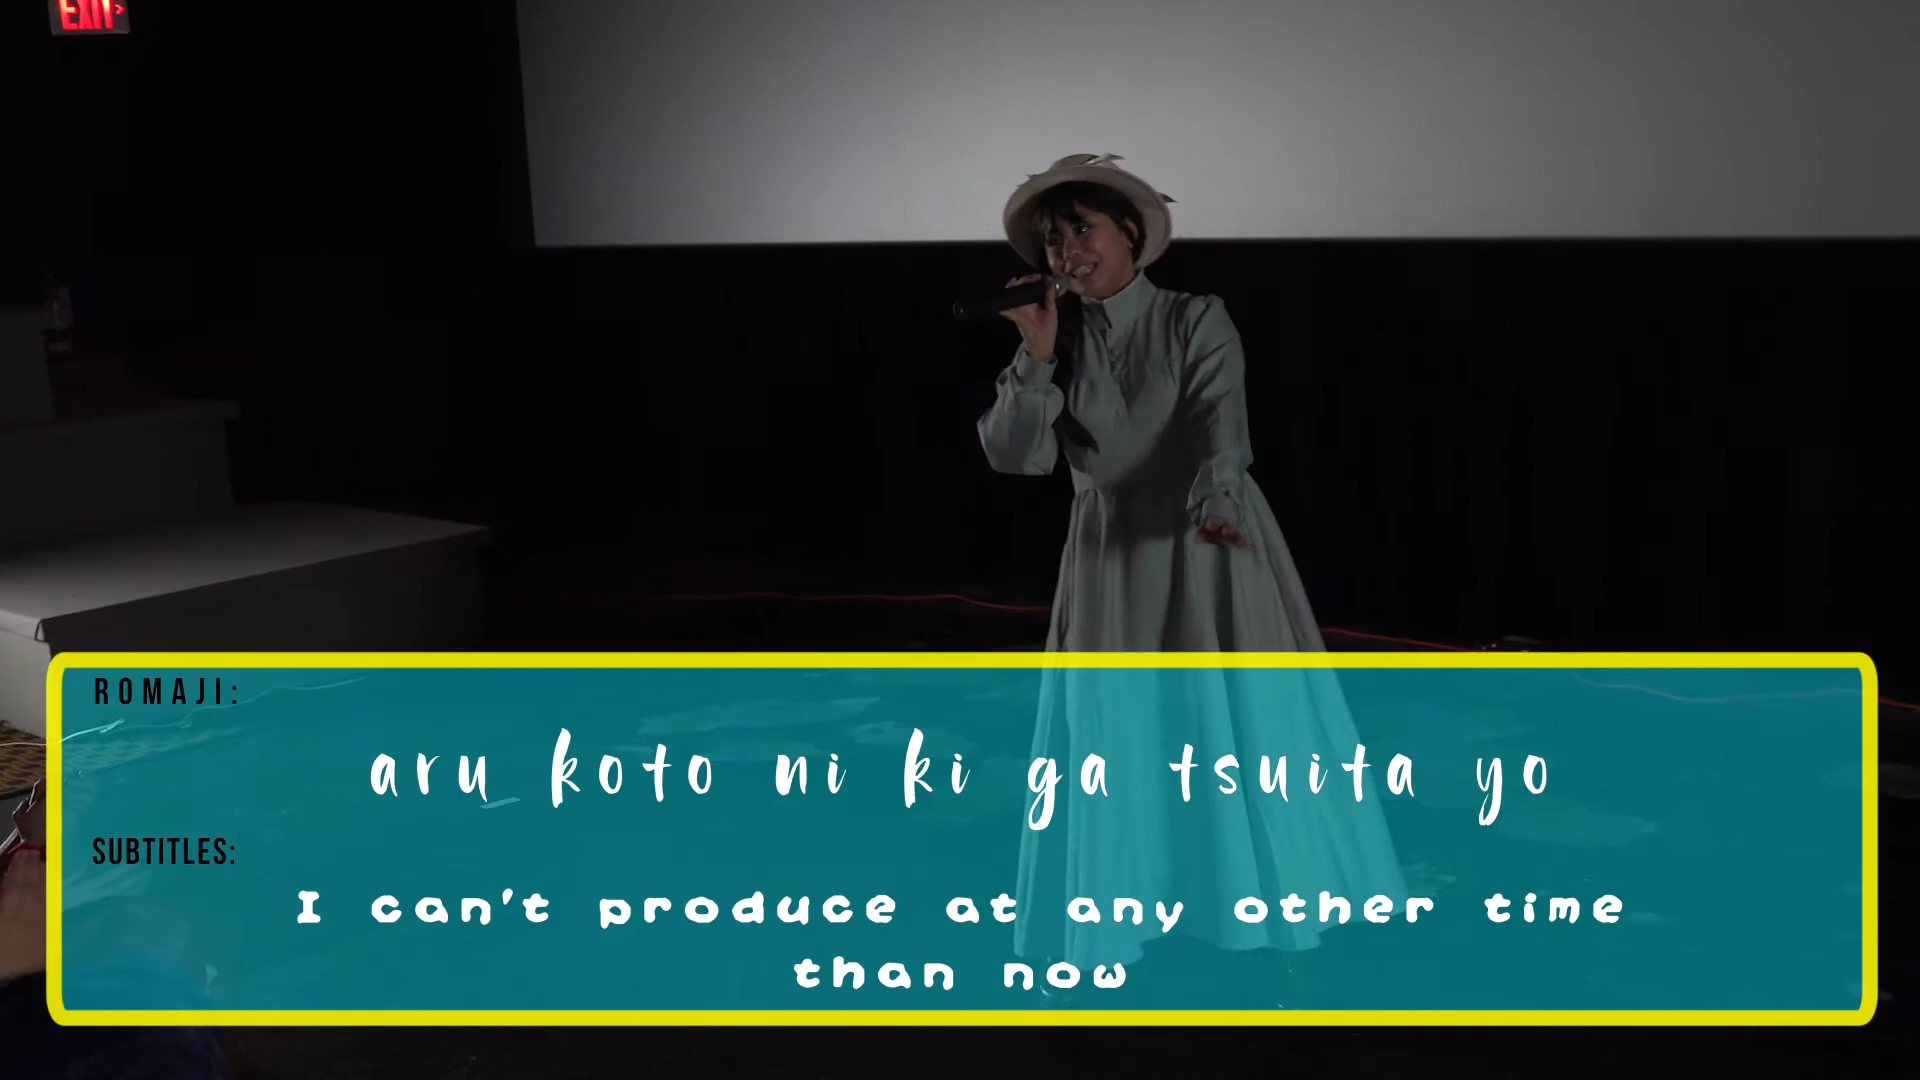 EXIT
ROMAJI:
aru koto ni ki ga tsuita yo
SUBTITLES:
I can't produce at any other time
than now